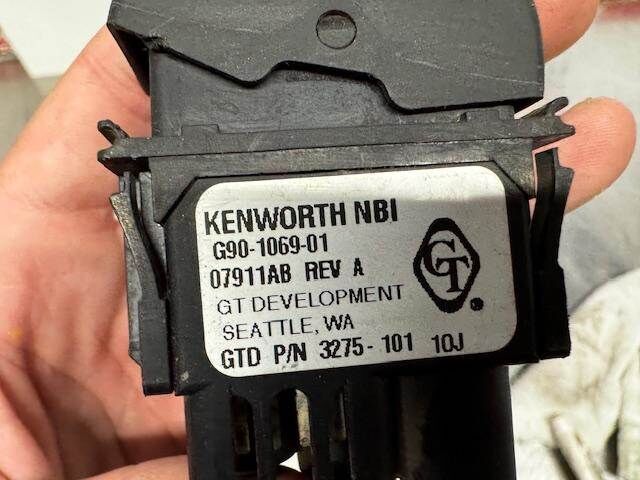 KENWORTH NBI
G90-1069-01
07911AB REV A
GT DEVELOPMENT
SEATTLE, WA
GTD P/N 3275-101 10J
GT